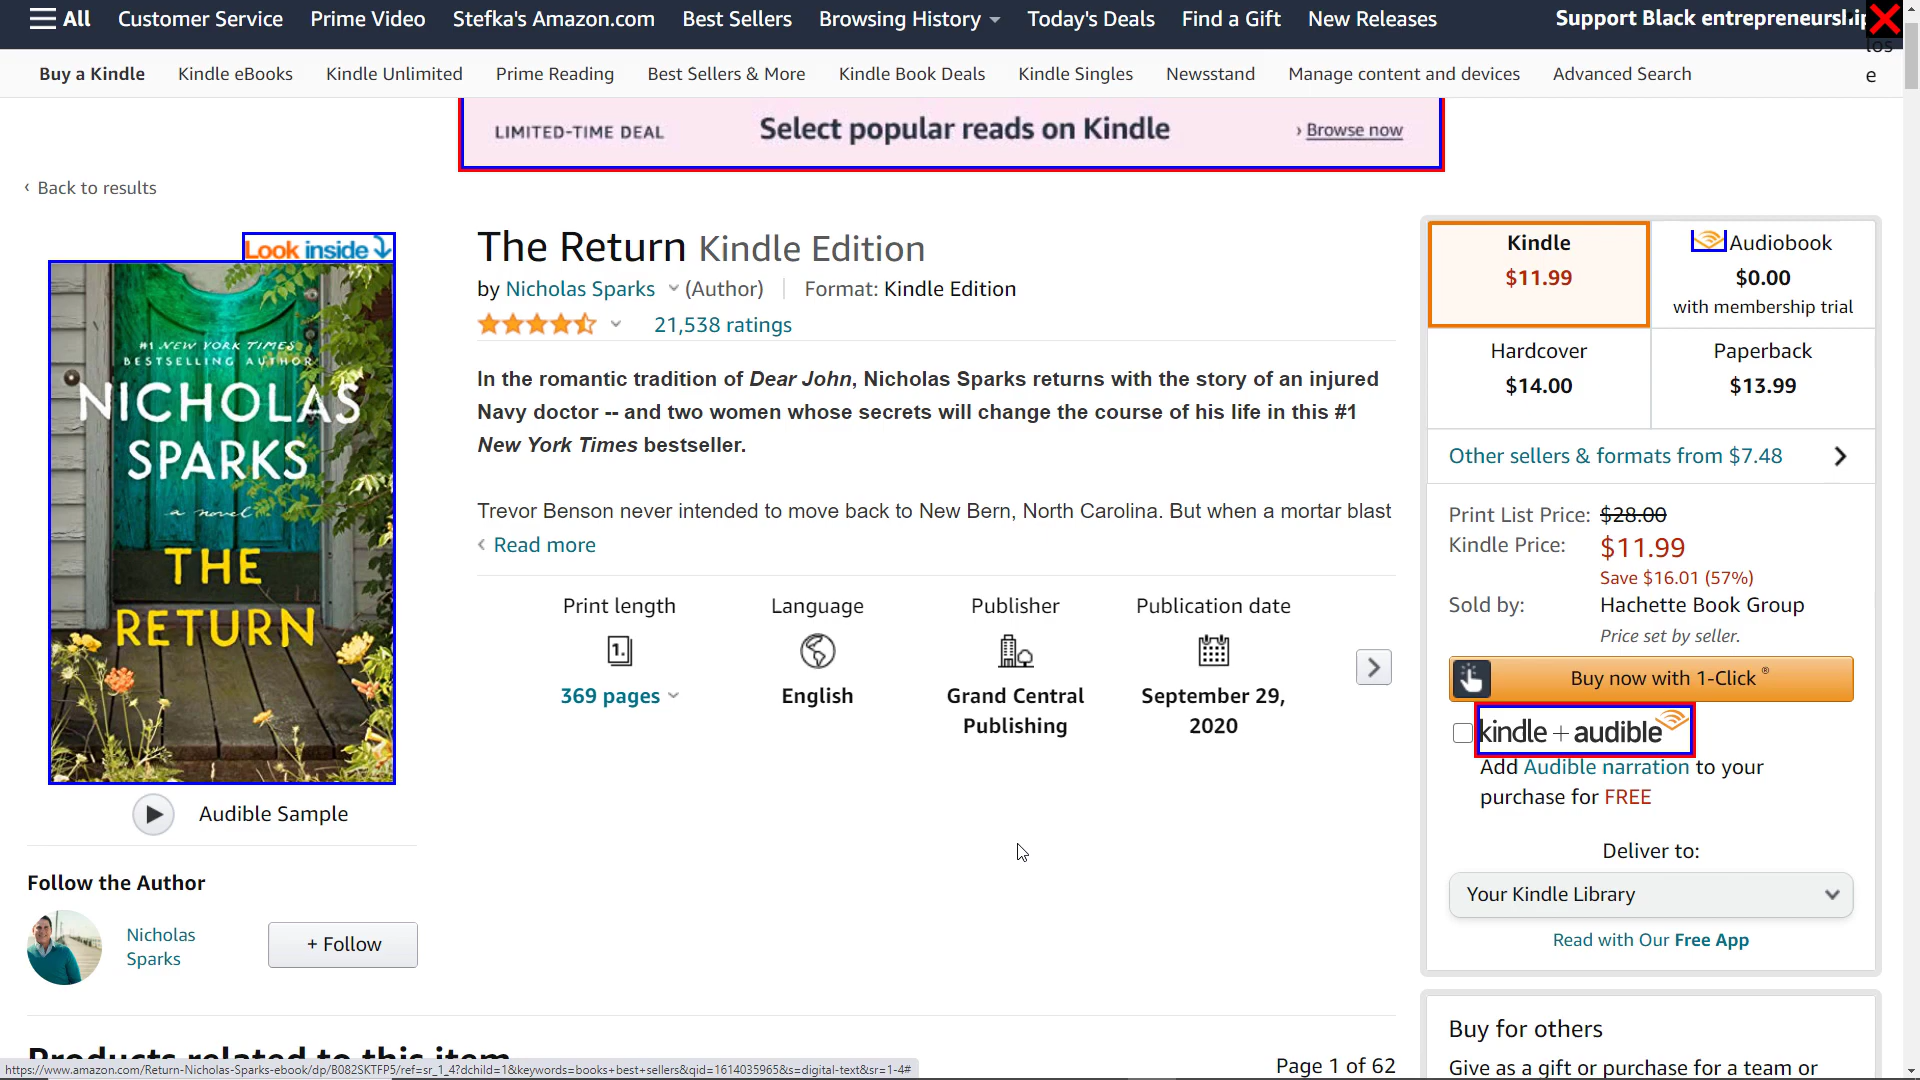 All Customer Service Prime Video Stefka's Amazon.com Best Sellers Browsing History Today's Deals Find a Gift New Releases Support Black entrepreneurship
los
e
Buy a Kindle Kindle eBooks Kindle Unlimited Prime Reading Best Sellers & More Kindle Book Deals Kindle Singles Newsstand Manage content and devices Advanced Search
LIMITED-TIME DEAL Select popular reads on Kindle › Browse now
‹ Back to results
Look inside
#1 NEW YORK TIMES
BESTSELLING AUTHOR
NICHOLAS
SPARKS
a novel
THE
RETURN
Audible Sample
Follow the Author
Nicholas
Sparks
+ Follow
The Return Kindle Edition
by Nicholas Sparks (Author) Format: Kindle Edition
21,538 ratings
In the romantic tradition of Dear John, Nicholas Sparks returns with the story of an injured
Navy doctor -- and two women whose secrets will change the course of his life in this #1
New York Times bestseller.
Trevor Benson never intended to move back to New Bern, North Carolina. But when a mortar blast
‹ Read more
Print length
1.
369 pages
Language
English
Publisher
Grand Central
Publishing
Publication date
September 29,
2020
Kindle
$11.99
Audiobook
$0.00
with membership trial
Hardcover
$14.00
Paperback
$13.99
Other sellers & formats from $7.48
Print List Price: $28.00
Kindle Price: $11.99
Save $16.01 (57%)
Sold by: Hachette Book Group
Price set by seller.
Buy now with 1-Click ®
kindle + audible
Add Audible narration to your
purchase for FREE
Deliver to:
Your Kindle Library
Read with Our Free App
Buy for others
Give as a gift or purchase for a team or
Products related to this item
Page 1 of 62
https://www.amazon.com/Return-Nicholas-Sparks-ebook/dp/B082SKTFP5/ref=sr_1_4?dchild=1&keywords=books+best+sellers&qid=1614035965&s=digital-text&sr=1-4#